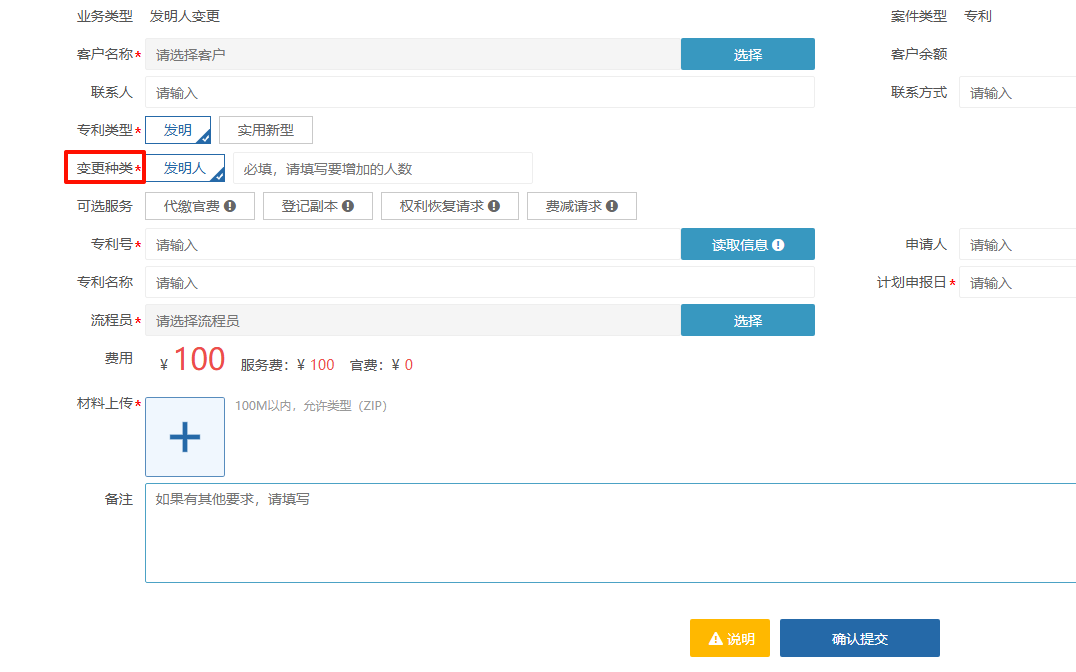 业务类型 发明人变更 案件类型 专利
客户名称* 请选择客户 选择 客户余额
联系人 请输入 联系方式 请输入
专利类型* 发明 实用新型
变更种类* 发明人 必填，请填写要增加的人数
可选服务 代缴官费 登记副本 权利恢复请求 费减请求
专利号* 请输入 读取信息 申请人 请输入
专利名称 请输入 计划申报日* 请输入
流程员* 请选择流程员 选择
费用 ¥ 100 服务费：¥ 100 官费：¥ 0
材料上传* 100M以内，允许类型（ZIP）
备注 如果有其他要求，请填写
说明 确认提交